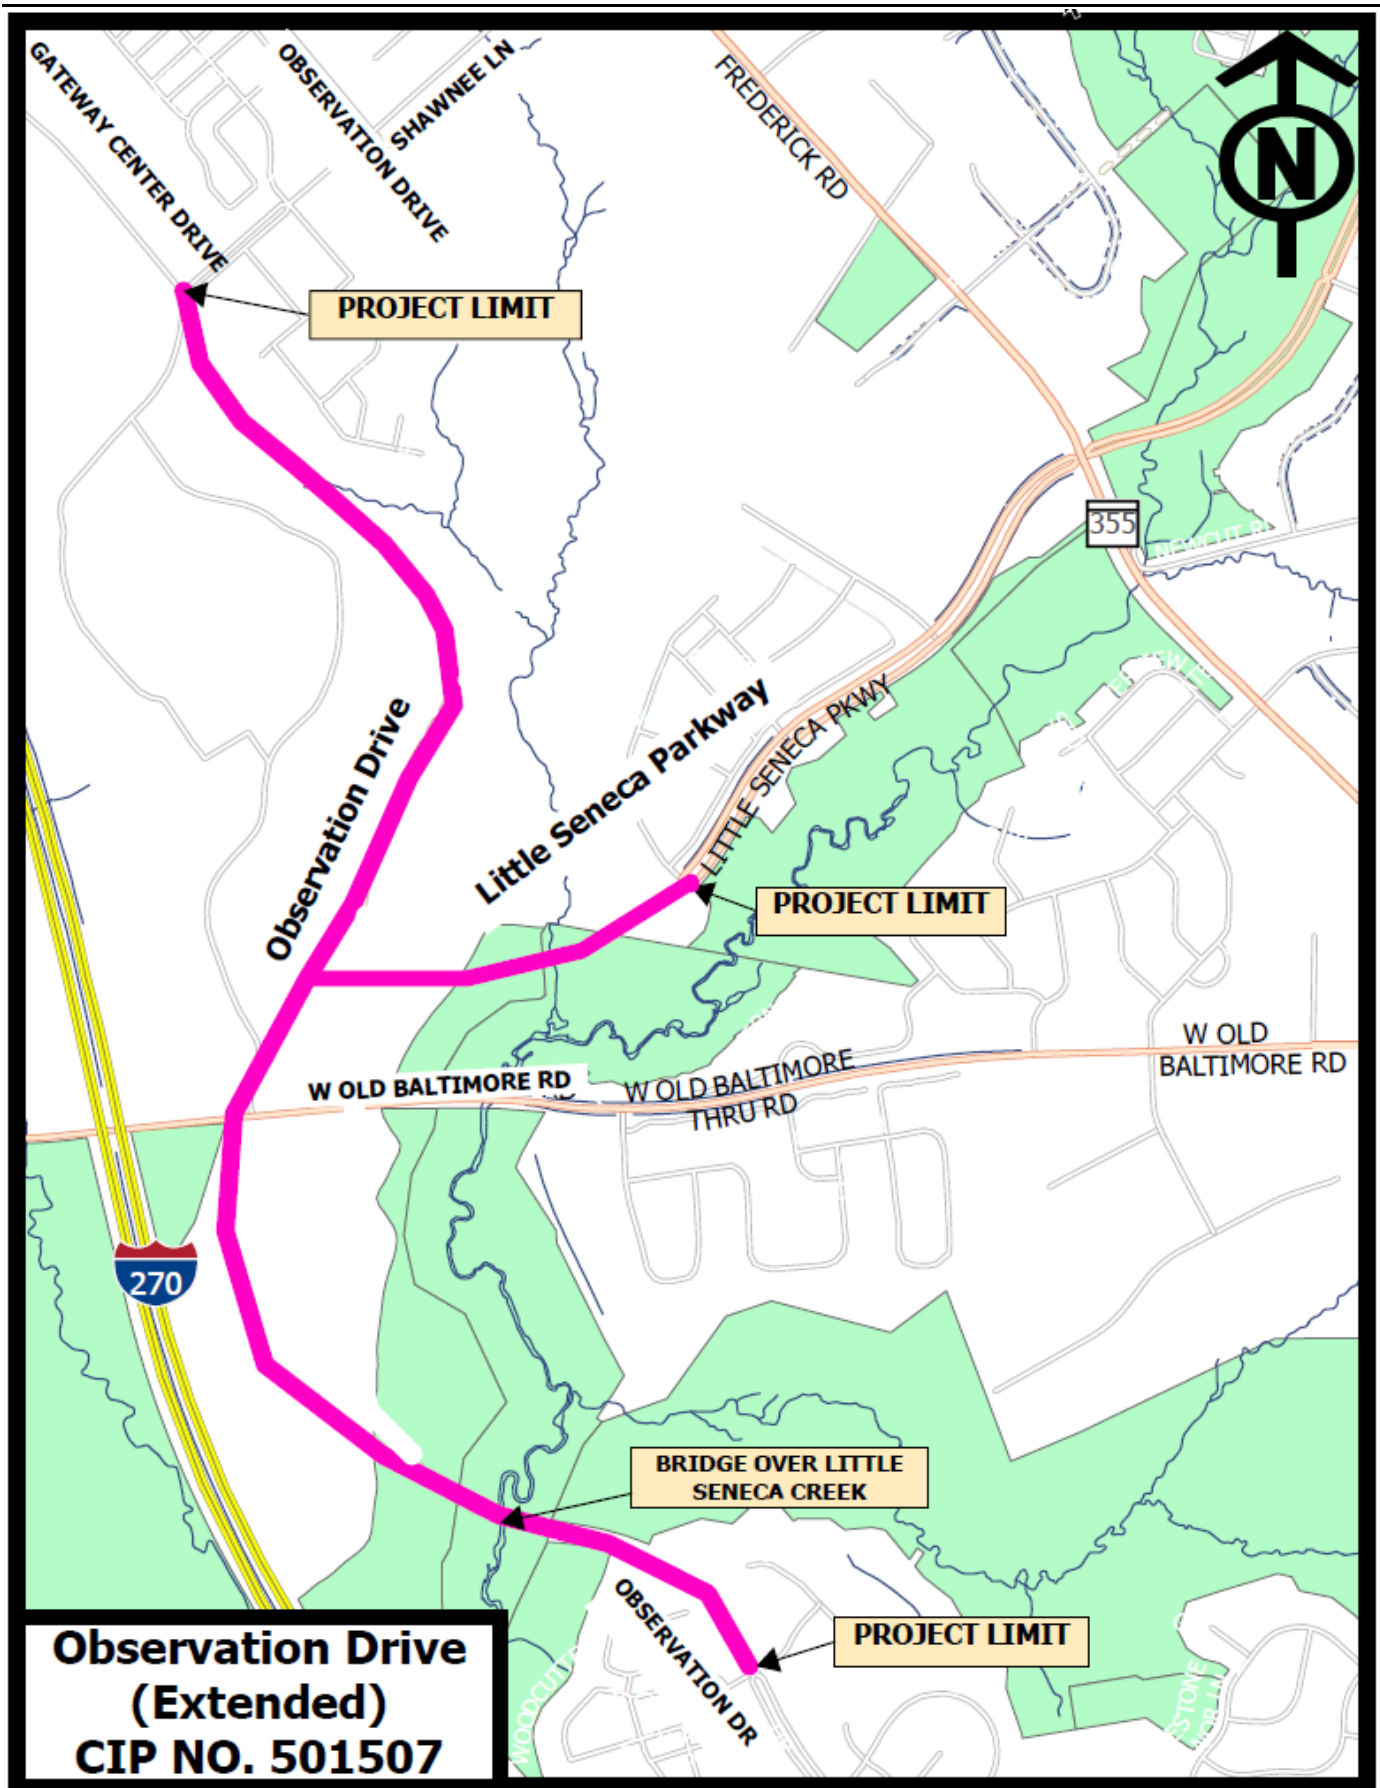 GATEWAY CENTER DRIVE
OBSERVATION DRIVE
SHAWNEE LN
FREDERICK RD
N
PROJECT LIMIT
355
NEWCUT RD
Observation Drive
Little Seneca Parkway
LITTLE SENECA PKWY
PROJECT LIMIT
W OLD
BALTIMORE RD
W OLD BALTIMORE RD
W OLD BALTIMORE
THRU RD
270
BRIDGE OVER LITTLE
SENECA CREEK
OBSERVATION DR
PROJECT LIMIT
Observation Drive
(Extended)
CIP NO. 501507